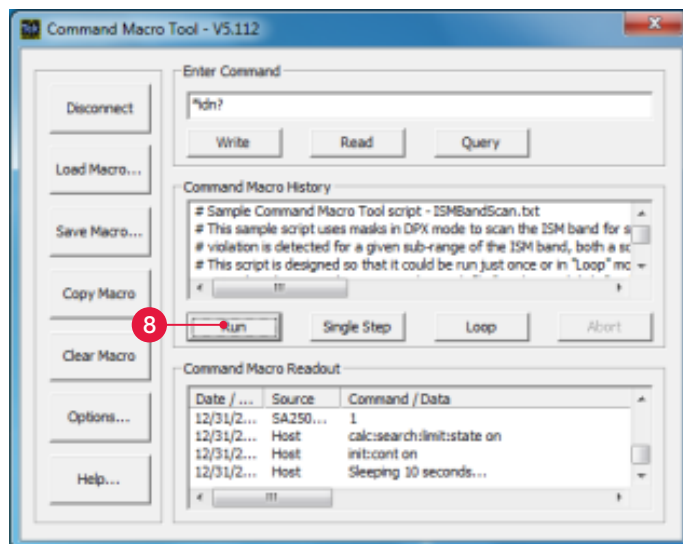 Command Macro Tool - V5.112
Disconnect
Load Macro...
Save Macro...
Copy Macro
Clear Macro
Options...
Help...
Enter Command
*idn?
Write Read Query
Command Macro History
# Sample Command Macro Tool script - ISMBandScan.txt
# This sample script uses masks in DPX mode to scan the ISM band for s
# violation is detected for a given sub-range of the ISM band, both a sc
# This script is designed so that it could be run just once or in "Loop" mo
8
Run Single Step Loop Abort
Command Macro Readout
Date / ... Source Command / Data
12/31/2... SA250... 1
12/31/2... Host calc:search:limit:state on
12/31/2... Host init:cont on
12/31/2... Host Sleeping 10 seconds...